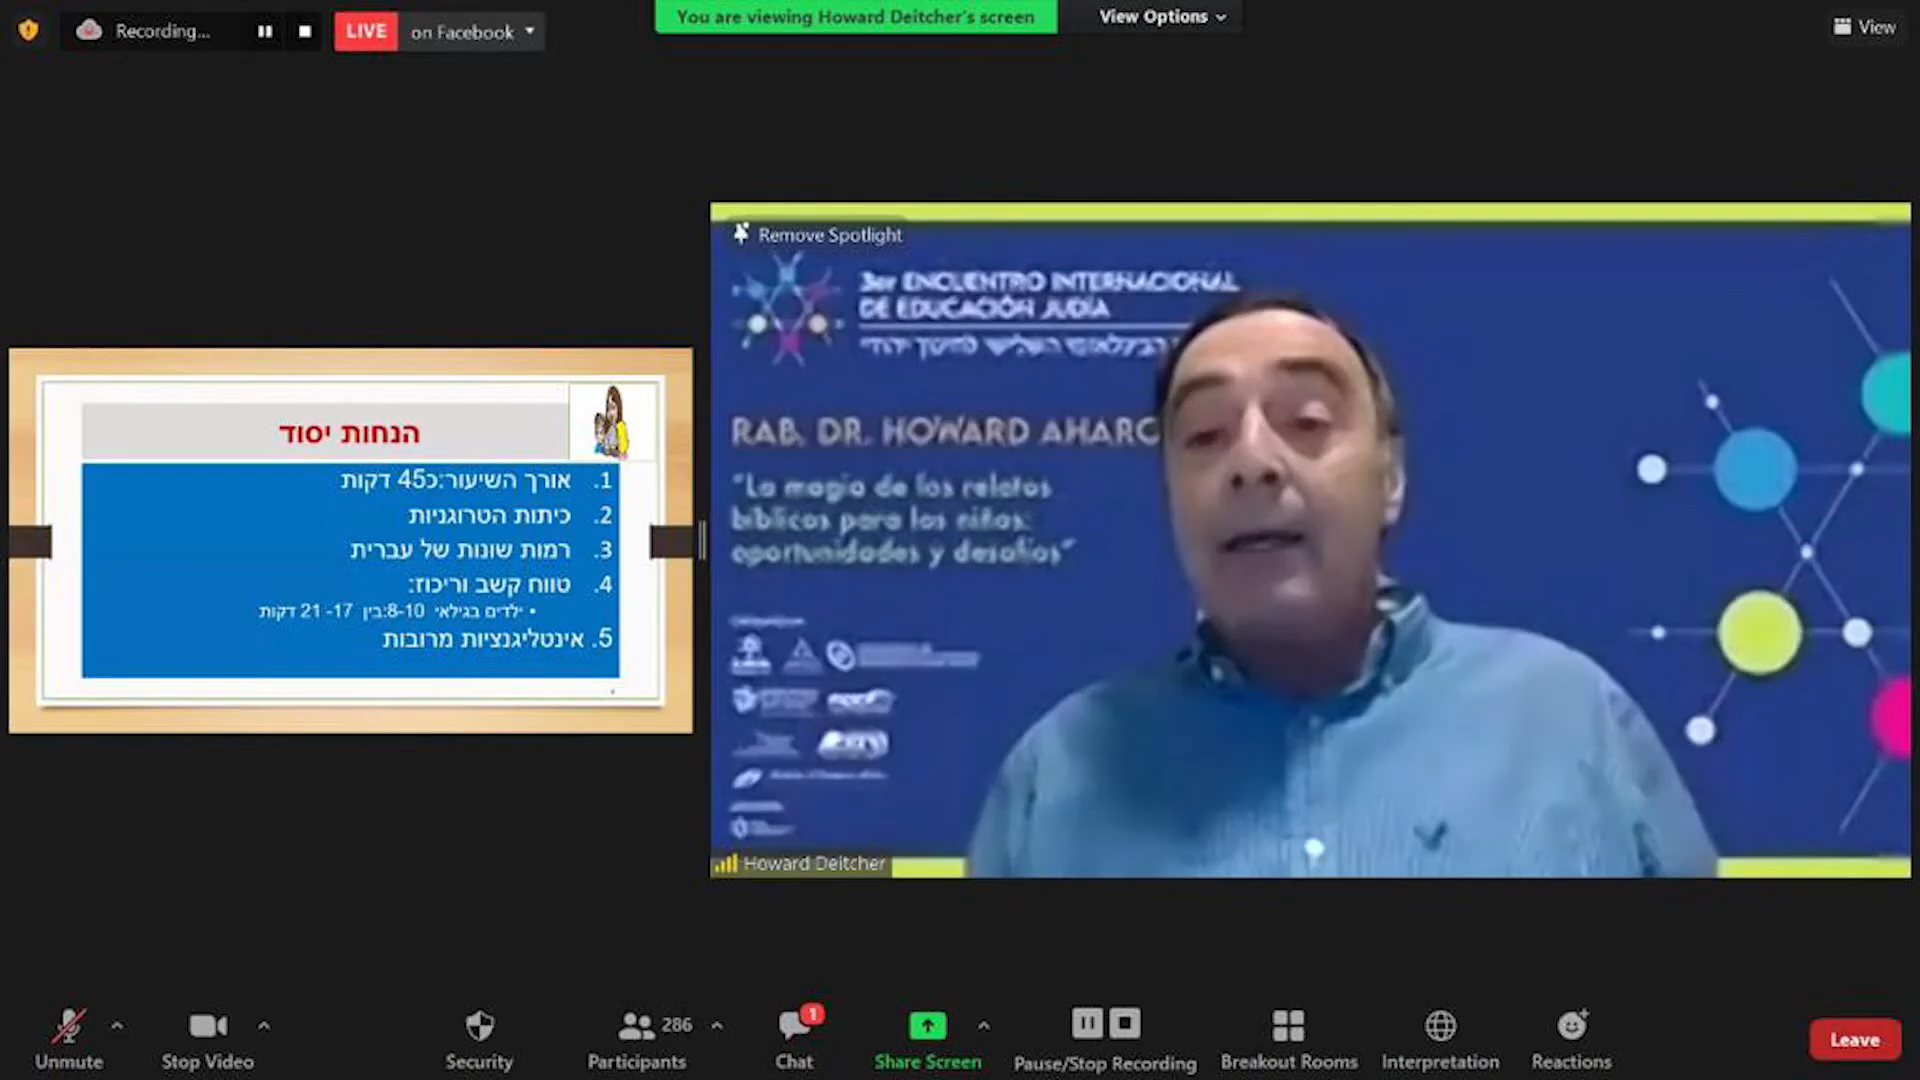 Recording...
LIVE on Facebook
You are viewing Howard Deitcher's screen
View Options
View
הנחות יסוד
1. אורך השיעור:כ45 דקות
2. כיתות הטרוגניות
3. רמות שונות של עברית
4. טווח קשב וריכוז:
• ילדים בגילאי 8-10:בין 17- 21 דקות
5. אינטליגנציות מרובות
Remove Spotlight
3er ENCUENTRO INTERNACIONAL
DE EDUCACIÓN JUDÍA
RAB. DR. HOWARD AHARO
"La magia de los relatos
bíblicos para los niños:
oportunidades y desafíos"
Howard Deitcher
Unmute
Stop Video
Security
286
Participants
1
Chat
Share Screen
Pause/Stop Recording
Breakout Rooms
Interpretation
Reactions
Leave